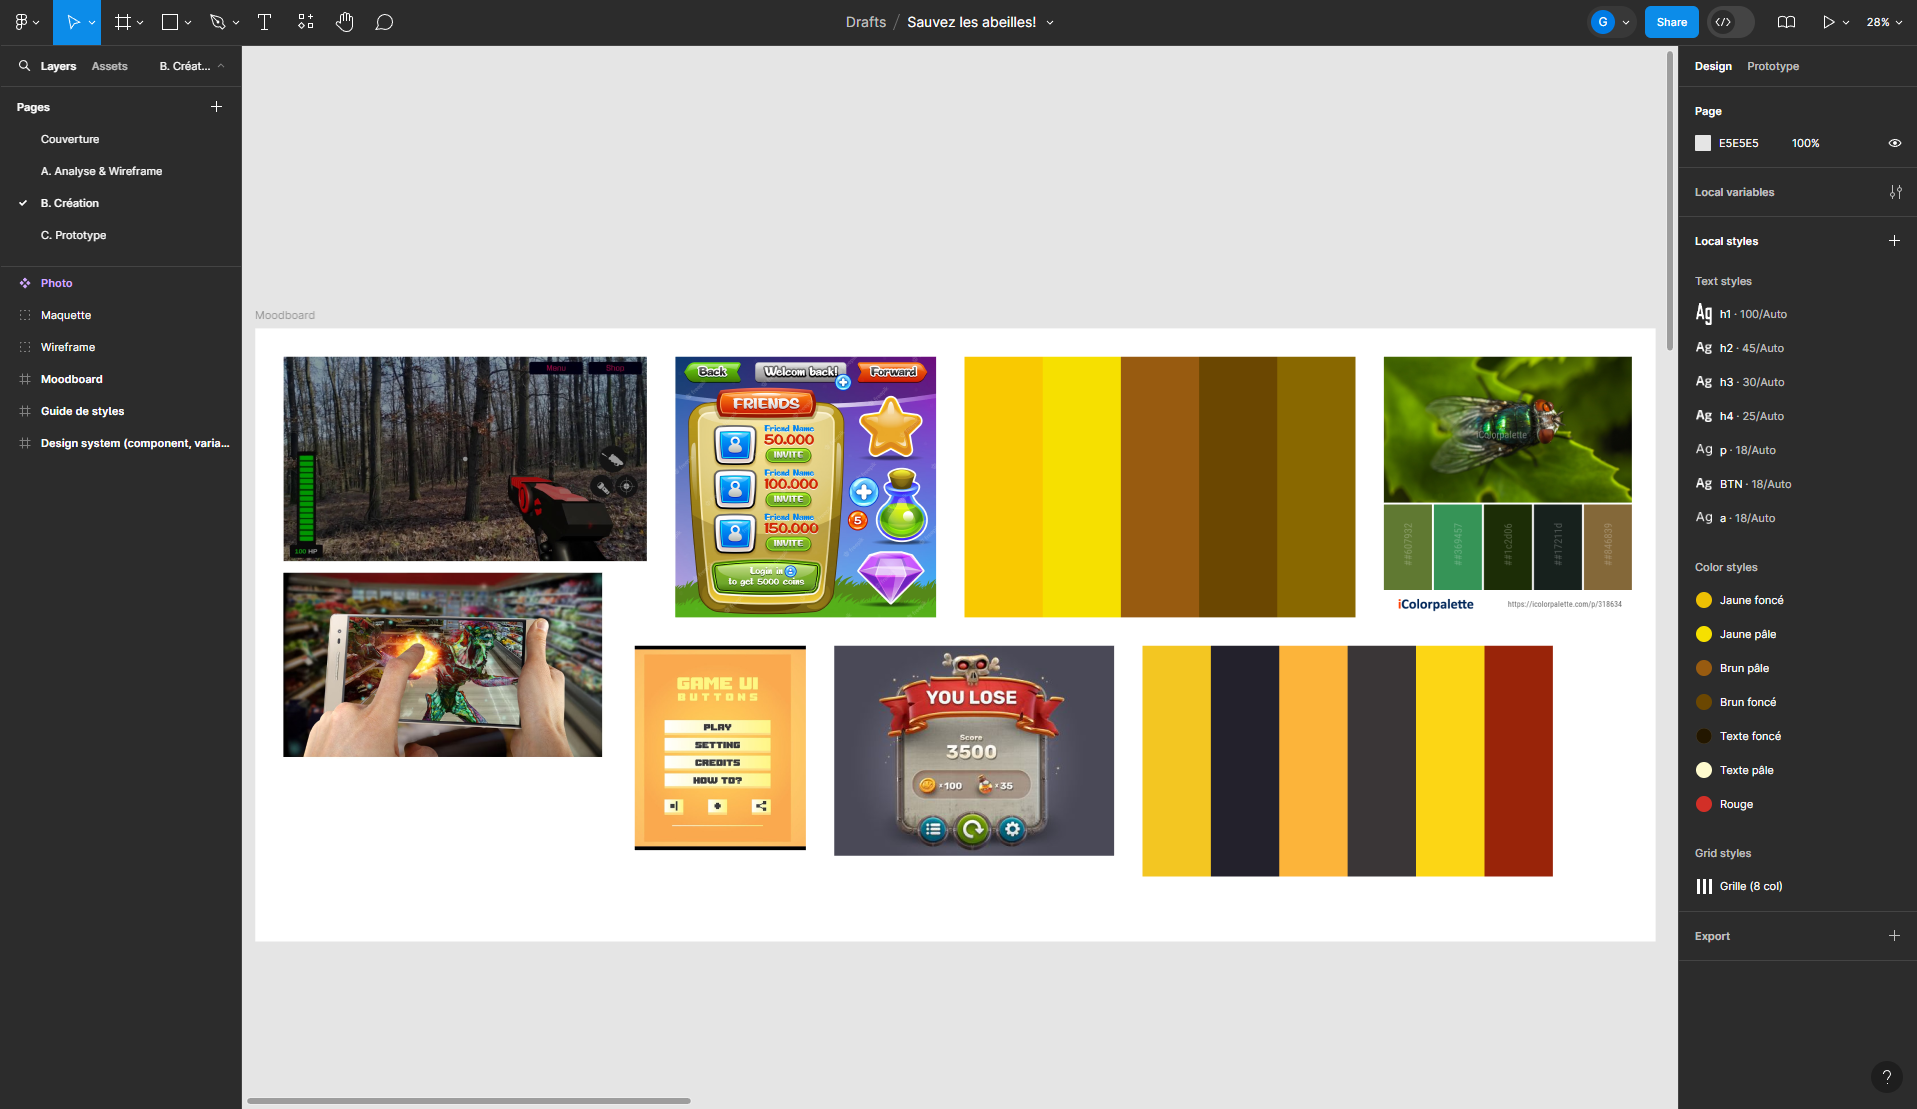 Drafts / Sauvez les abeilles!
G
Share
28%
Layers
Assets
B. Créat...
Pages
Couverture
A. Analyse & Wireframe
B. Création
C. Prototype
Photo
Maquette
Wireframe
Moodboard
Guide de styles
Design system (component, varia...
Moodboard
Menu
Shop
100 HP
Back
Welcom back!
Forward
FRIENDS
Friend Name
50.000
INVITE
Friend Name
100.000
INVITE
Friend Name
150.000
INVITE
5
Login in
to get 5000 coins
iColorpalette
##607932
##369457
##1c2d06
##17211d
##846839
iColorpalette
https://icolorpalette.com/p/318634
GAME UI
BUTTONS
PLAY
SETTING
CREDITS
HOW TO?
YOU LOSE
Score
3500
×100
×35
Design
Prototype
Page
E5E5E5
100%
Local variables
Local styles
Text styles
Ag h1 · 100/Auto
Ag h2 · 45/Auto
Ag h3 · 30/Auto
Ag h4 · 25/Auto
Ag p · 18/Auto
Ag BTN · 18/Auto
Ag a · 18/Auto
Color styles
Jaune foncé
Jaune pâle
Brun pâle
Brun foncé
Texte foncé
Texte pâle
Rouge
Grid styles
Grille (8 col)
Export
?